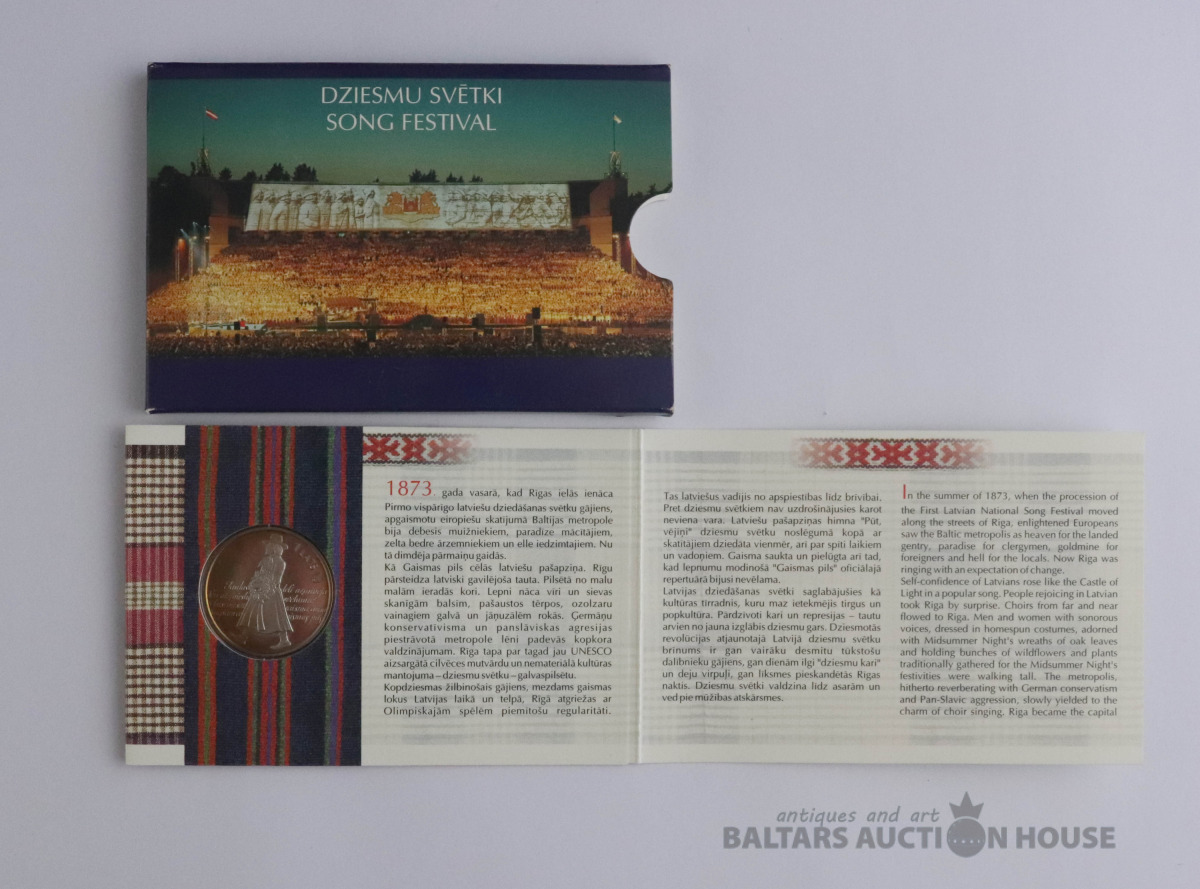 DZIESMU SVĒTKI
SONG FESTIVAL
1873. gada vasarā, kad Rīgas ielās ienāca
Pirmo vispārīgo latviešu dziedāšanas svētku gājiens,
apgaismotu eiropiešu skatījumā Baltijas metropole
bija debesis muižniekiem, paradīze mācītājiem,
zelta bedre ārzemniekiem un elle iedzimtajiem. Nu
tā dimdēja pārmaiņu gaidās.
Kā Gaismas pils cēlās latviešu pašapziņa. Rīgu
pārsteidza latviski gavilējoša tauta. Pilsētā no malu
malām ieradās kori. Lepni nāca vīri un sievas
skanīgām balsīm, pašaustos tērpos, ozolzaru
vainagiem galvā un jāņuzālēm rokās. Ģermāņu
konservatīvisma un panslāviskas agresijas
piestrāvotā metropole lēni padevās kopkora
valdzinājumam. Rīga tapa par tagad jau UNESCO
aizsargātā cilvēces mutvārdu un nemateriālā kultūras
mantojuma – dziesmu svētku – galvaspilsētu.
Kopdziesmas žilbinošais gājiens, mezdams gaismas
lokus Latvijas laikā un telpā, Rīgā atgriežas ar
Olimpiskajām spēlēm piemītošu regularitāti.
Tas latviešus vadījis no apspiestības līdz brīvībai.
Pret dziesmu svētkiem nav uzdrošinājusies karot
neviena vara. Latviešu pašapziņas himna "Pūt,
vējiņi" dziesmu svētku noslēgumā kopā ar
skatītājiem dziedāta vienmēr, arī par spīti laikiem
un vadoņiem. Gaisma saukta un pielūgta arī tad,
kad lepnumu modinošā "Gaismas pils" oficiālajā
repertuārā bijusi nevēlama.
Latvijas dziedāšanas svētki saglabājušies kā
kultūras tīrradnis, kuru maz ietekmējis tirgus un
popkultūra. Pārdzīvoti kari un represijas – tautu
arvien no jauna izglābis dziesmu gars. Dziesmotās
revolūcijas atjaunotajā Latvijā dziesmu svētku
brīnums ir gan vairāku desmitu tūkstošu
dalībnieku gājiens, gan dienām ilgi "dziesmu kari"
un deju virpuļi, gan līksmes pieskandētās Rīgas
naktis. Dziesmu svētki valdzina līdz asarām un
ved pie mūžības atskārsmes.
In the summer of 1873, when the procession of
the First Latvian National Song Festival moved
along the streets of Riga, enlightened Europeans
saw the Baltic metropolis as heaven for the landed
gentry, paradise for clergymen, goldmine for
foreigners and hell for the locals. Now Riga was
ringing with an expectation of change.
Self-confidence of Latvians rose like the Castle of
Light in a popular song. People rejoicing in Latvian
took Riga by surprise. Choirs from far and near
flowed to Riga. Men and women with sonorous
voices, dressed in homespun costumes, adorned
with Midsummer Night's wreaths of oak leaves
and holding bunches of wildflowers and plants
traditionally gathered for the Midsummer Night's
festivities were walking tall. The metropolis,
hitherto reverberating with German conservatism
and Pan-Slavic aggression, slowly yielded to the
charm of choir singing. Riga became the capital
antiques and art
BALTARS AUCTION HOUSE